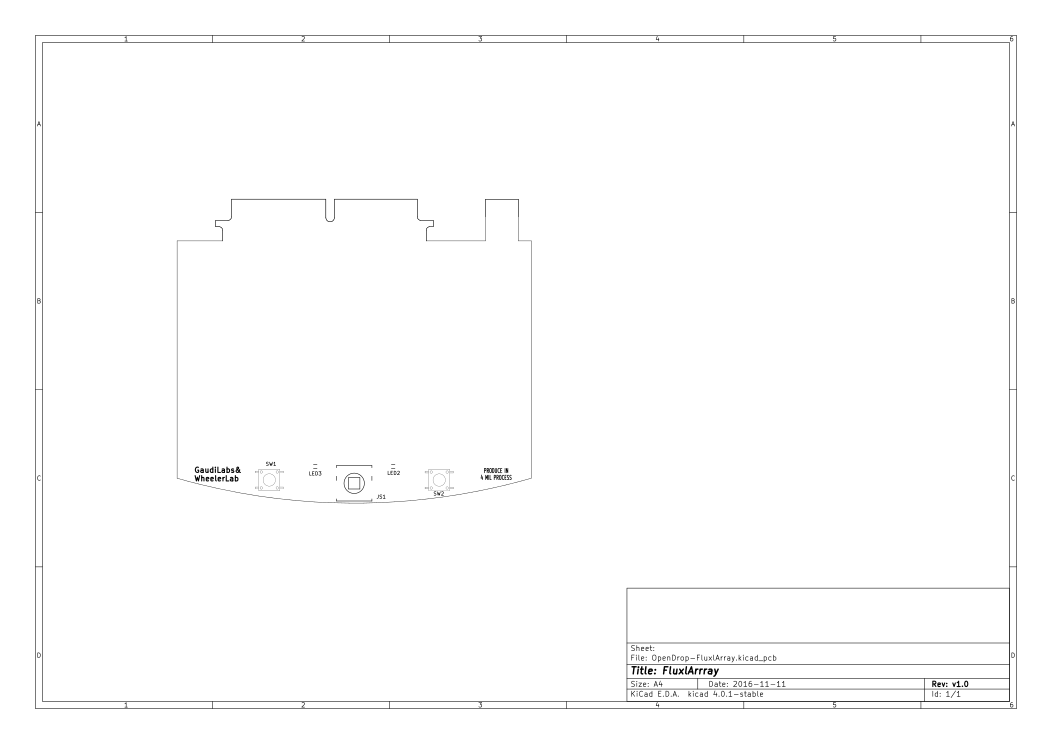 1 2 3 4 5 6
A A
B B
GaudiLabs&
WheelerLab
SW1
LED3
JS1
LED2
SW2
PRODUCE IN
4 MIL PROCESS
C C
Sheet:
File: OpenDrop-FluxlArray.kicad_pcb
Title: FluxlArrray
Size: A4 Date: 2016-11-11 Rev: v1.0
KiCad E.D.A. kicad 4.0.1-stable Id: 1/1
D D
1 2 3 4 5 6